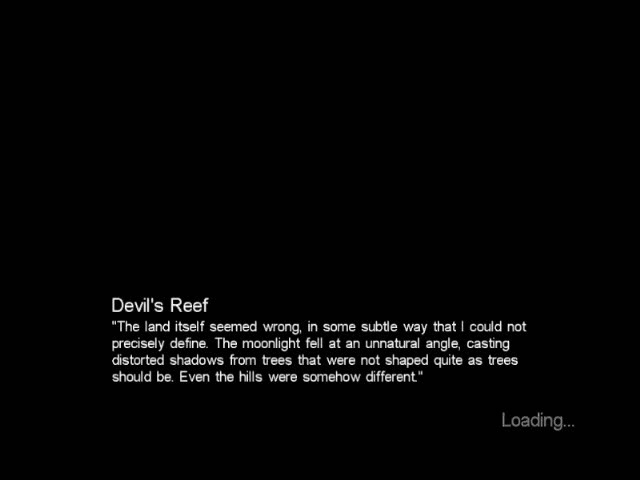 Devil's Reef
"The land itself seemed wrong, in some subtle way that I could not
precisely define. The moonlight fell at an unnatural angle, casting
distorted shadows from trees that were not shaped quite as trees
should be. Even the hills were somehow different."
Loading...